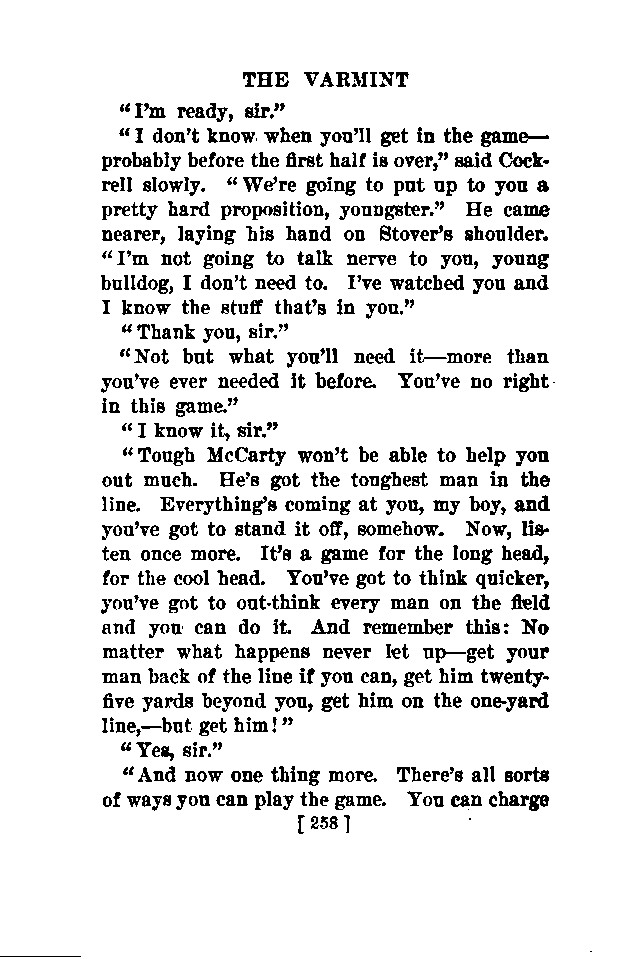 THE VARMINT
“I’m ready, sir.”
“I don’t know when you’ll get in the game—
probably before the first half is over,” said Cock-
rell slowly. “We’re going to put up to you a
pretty hard proposition, youngster.” He came
nearer, laying his hand on Stover’s shoulder.
“I’m not going to talk nerve to you, young
bulldog, I don’t need to. I’ve watched you and
I know the stuff that’s in you.”
“Thank you, sir.”
“Not but what you’ll need it—more than
you’ve ever needed it before. You’ve no right
in this game.”
“I know it, sir.”
“Tough McCarty won’t be able to help you
out much. He’s got the toughest man in the
line. Everything’s coming at you, my boy, and
you’ve got to stand it off, somehow. Now, lis-
ten once more. It’s a game for the long head,
for the cool head. You’ve got to think quicker,
you’ve got to out-think every man on the field
and you can do it. And remember this: No
matter what happens never let up—get your
man back of the line if you can, get him twenty-
five yards beyond you, get him on the one-yard
line,—but get him!”
“Yes, sir.”
“And now one thing more. There’s all sorts
of ways you can play the game. You can charge
[ 258 ]